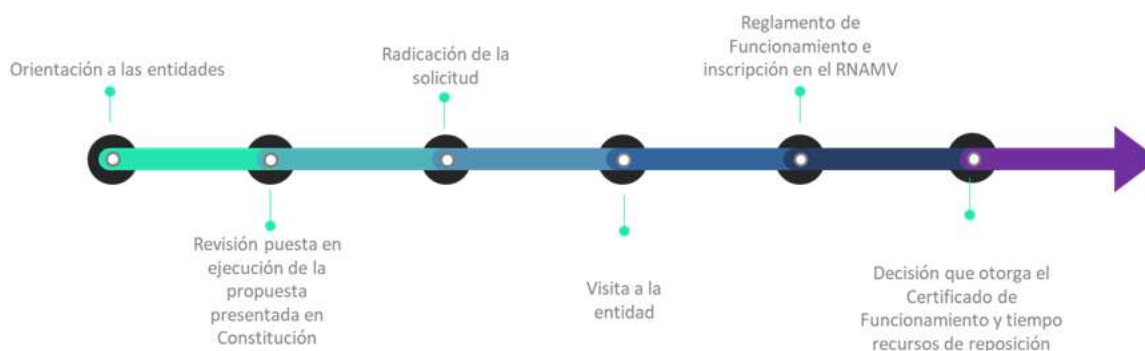 Orientación a las entidades
Revisión puesta en
ejecución de la
propuesta
presentada en
Constitución
Radicación de la
solicitud
Visita a la
entidad
Reglamento de
Funcionamiento e
inscripción en el RNAMV
Decisión que otorga el
Certificado de
Funcionamiento y tiempo
recursos de reposición